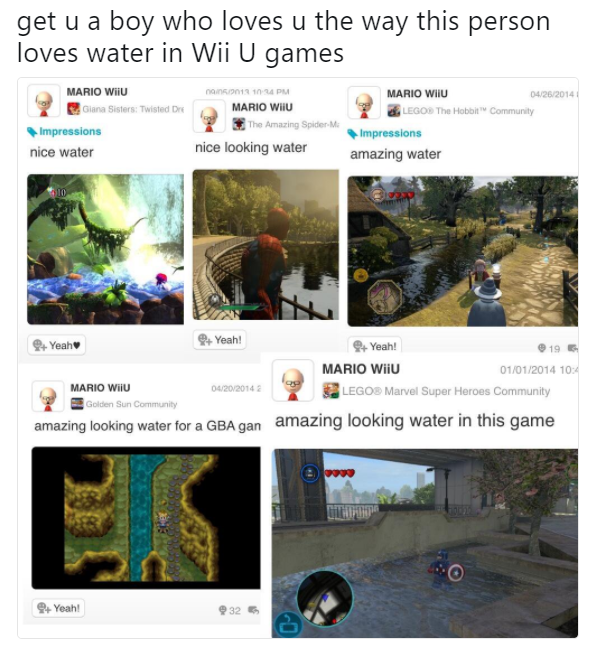 get u a boy who loves u the way this person
loves water in Wii U games
MARIO WiiU
Giana Sisters: Twisted Dre
Impressions
nice water
Yeah♥
09/05/2013 10:34 PM
MARIO WiiU
The Amazing Spider-Ma
nice looking water
Yeah!
MARIO WiiU
04/26/2014
LEGO® The Hobbit™ Community
Impressions
amazing water
Yeah!
19
MARIO WiiU
04/20/2014 2
Golden Sun Community
amazing looking water for a GBA gan
Yeah!
32
MARIO WiiU
01/01/2014 10:4
LEGO® Marvel Super Heroes Community
amazing looking water in this game